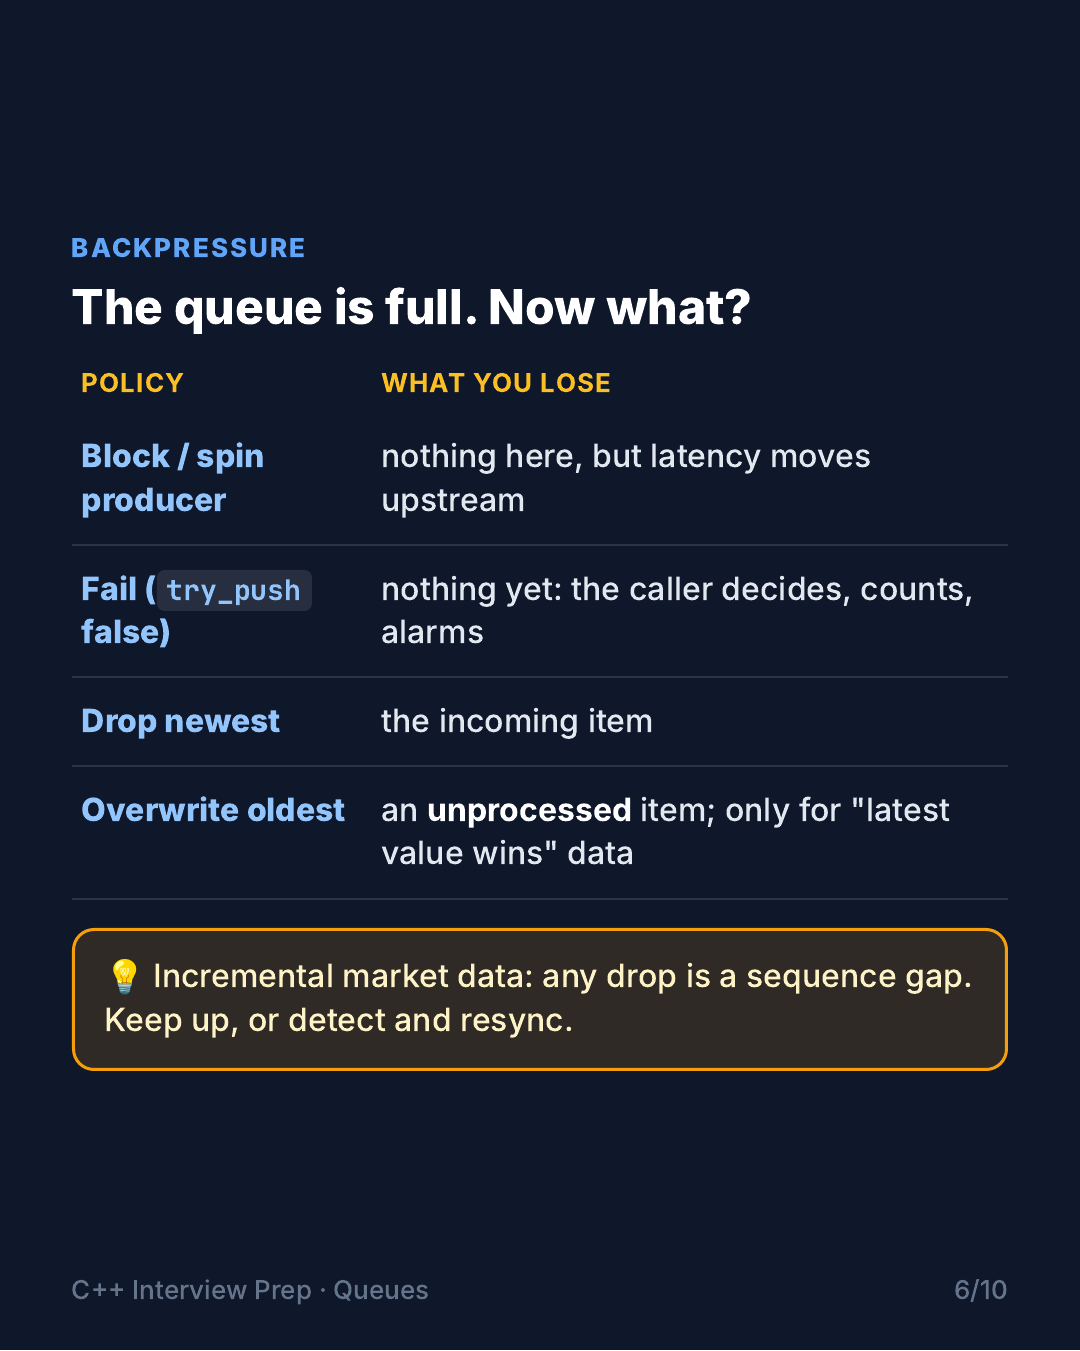 BACKPRESSURE
The queue is full. Now what?
POLICY WHAT YOU LOSE
Block / spin producer nothing here, but latency moves upstream
Fail (try_push false) nothing yet: the caller decides, counts, alarms
Drop newest the incoming item
Overwrite oldest an unprocessed item; only for "latest value wins" data
💡 Incremental market data: any drop is a sequence gap.
Keep up, or detect and resync.
C++ Interview Prep · Queues 6/10